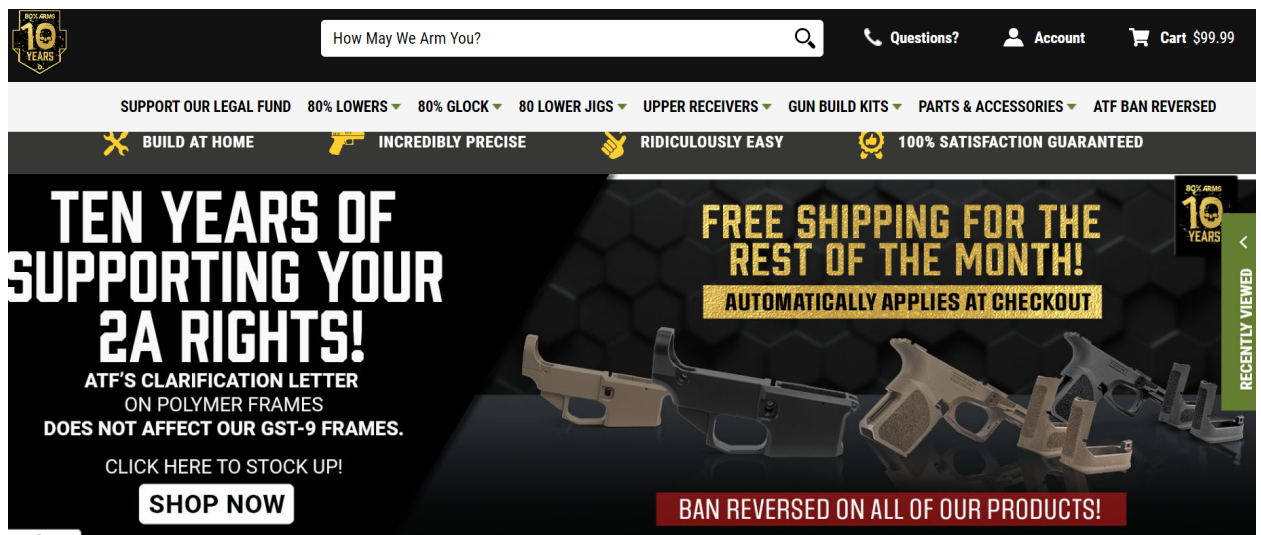 80% ARMS
10
YEARS
How May We Arm You?
Questions?
Account
Cart $99.99
SUPPORT OUR LEGAL FUND
80% LOWERS
80% GLOCK
80 LOWER JIGS
UPPER RECEIVERS
GUN BUILD KITS
PARTS & ACCESSORIES
ATF BAN REVERSED
BUILD AT HOME
INCREDIBLY PRECISE
RIDICULOUSLY EASY
100% SATISFACTION GUARANTEED
TEN YEARS OF
SUPPORTING YOUR
2A RIGHTS!
ATF'S CLARIFICATION LETTER
ON POLYMER FRAMES
DOES NOT AFFECT OUR GST-9 FRAMES.
CLICK HERE TO STOCK UP!
SHOP NOW
FREE SHIPPING FOR THE
REST OF THE MONTH!
AUTOMATICALLY APPLIES AT CHECKOUT
BAN REVERSED ON ALL OF OUR PRODUCTS!
80% ARMS
10
YEARS
RECENTLY VIEWED